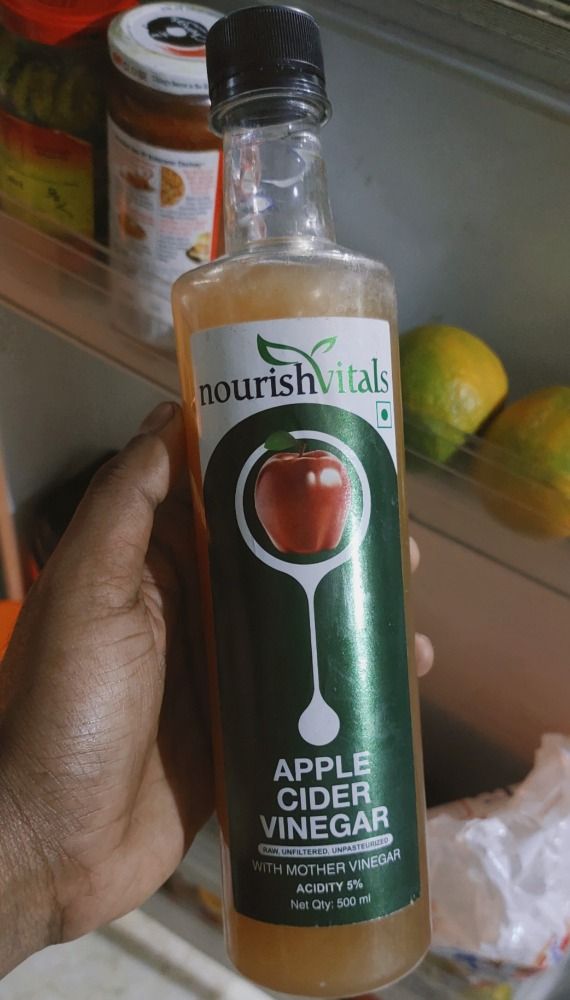 nourishvitals
APPLE
CIDER
VINEGAR
RAW, UNFILTERED, UNPASTEURIZED
WITH MOTHER VINEGAR
ACIDITY 5%
Net Qty: 500 ml